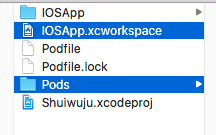 IOSApp
IOSApp.xcworkspace
Podfile
Podfile.lock
Pods
Shuiwuju.xcodeproj